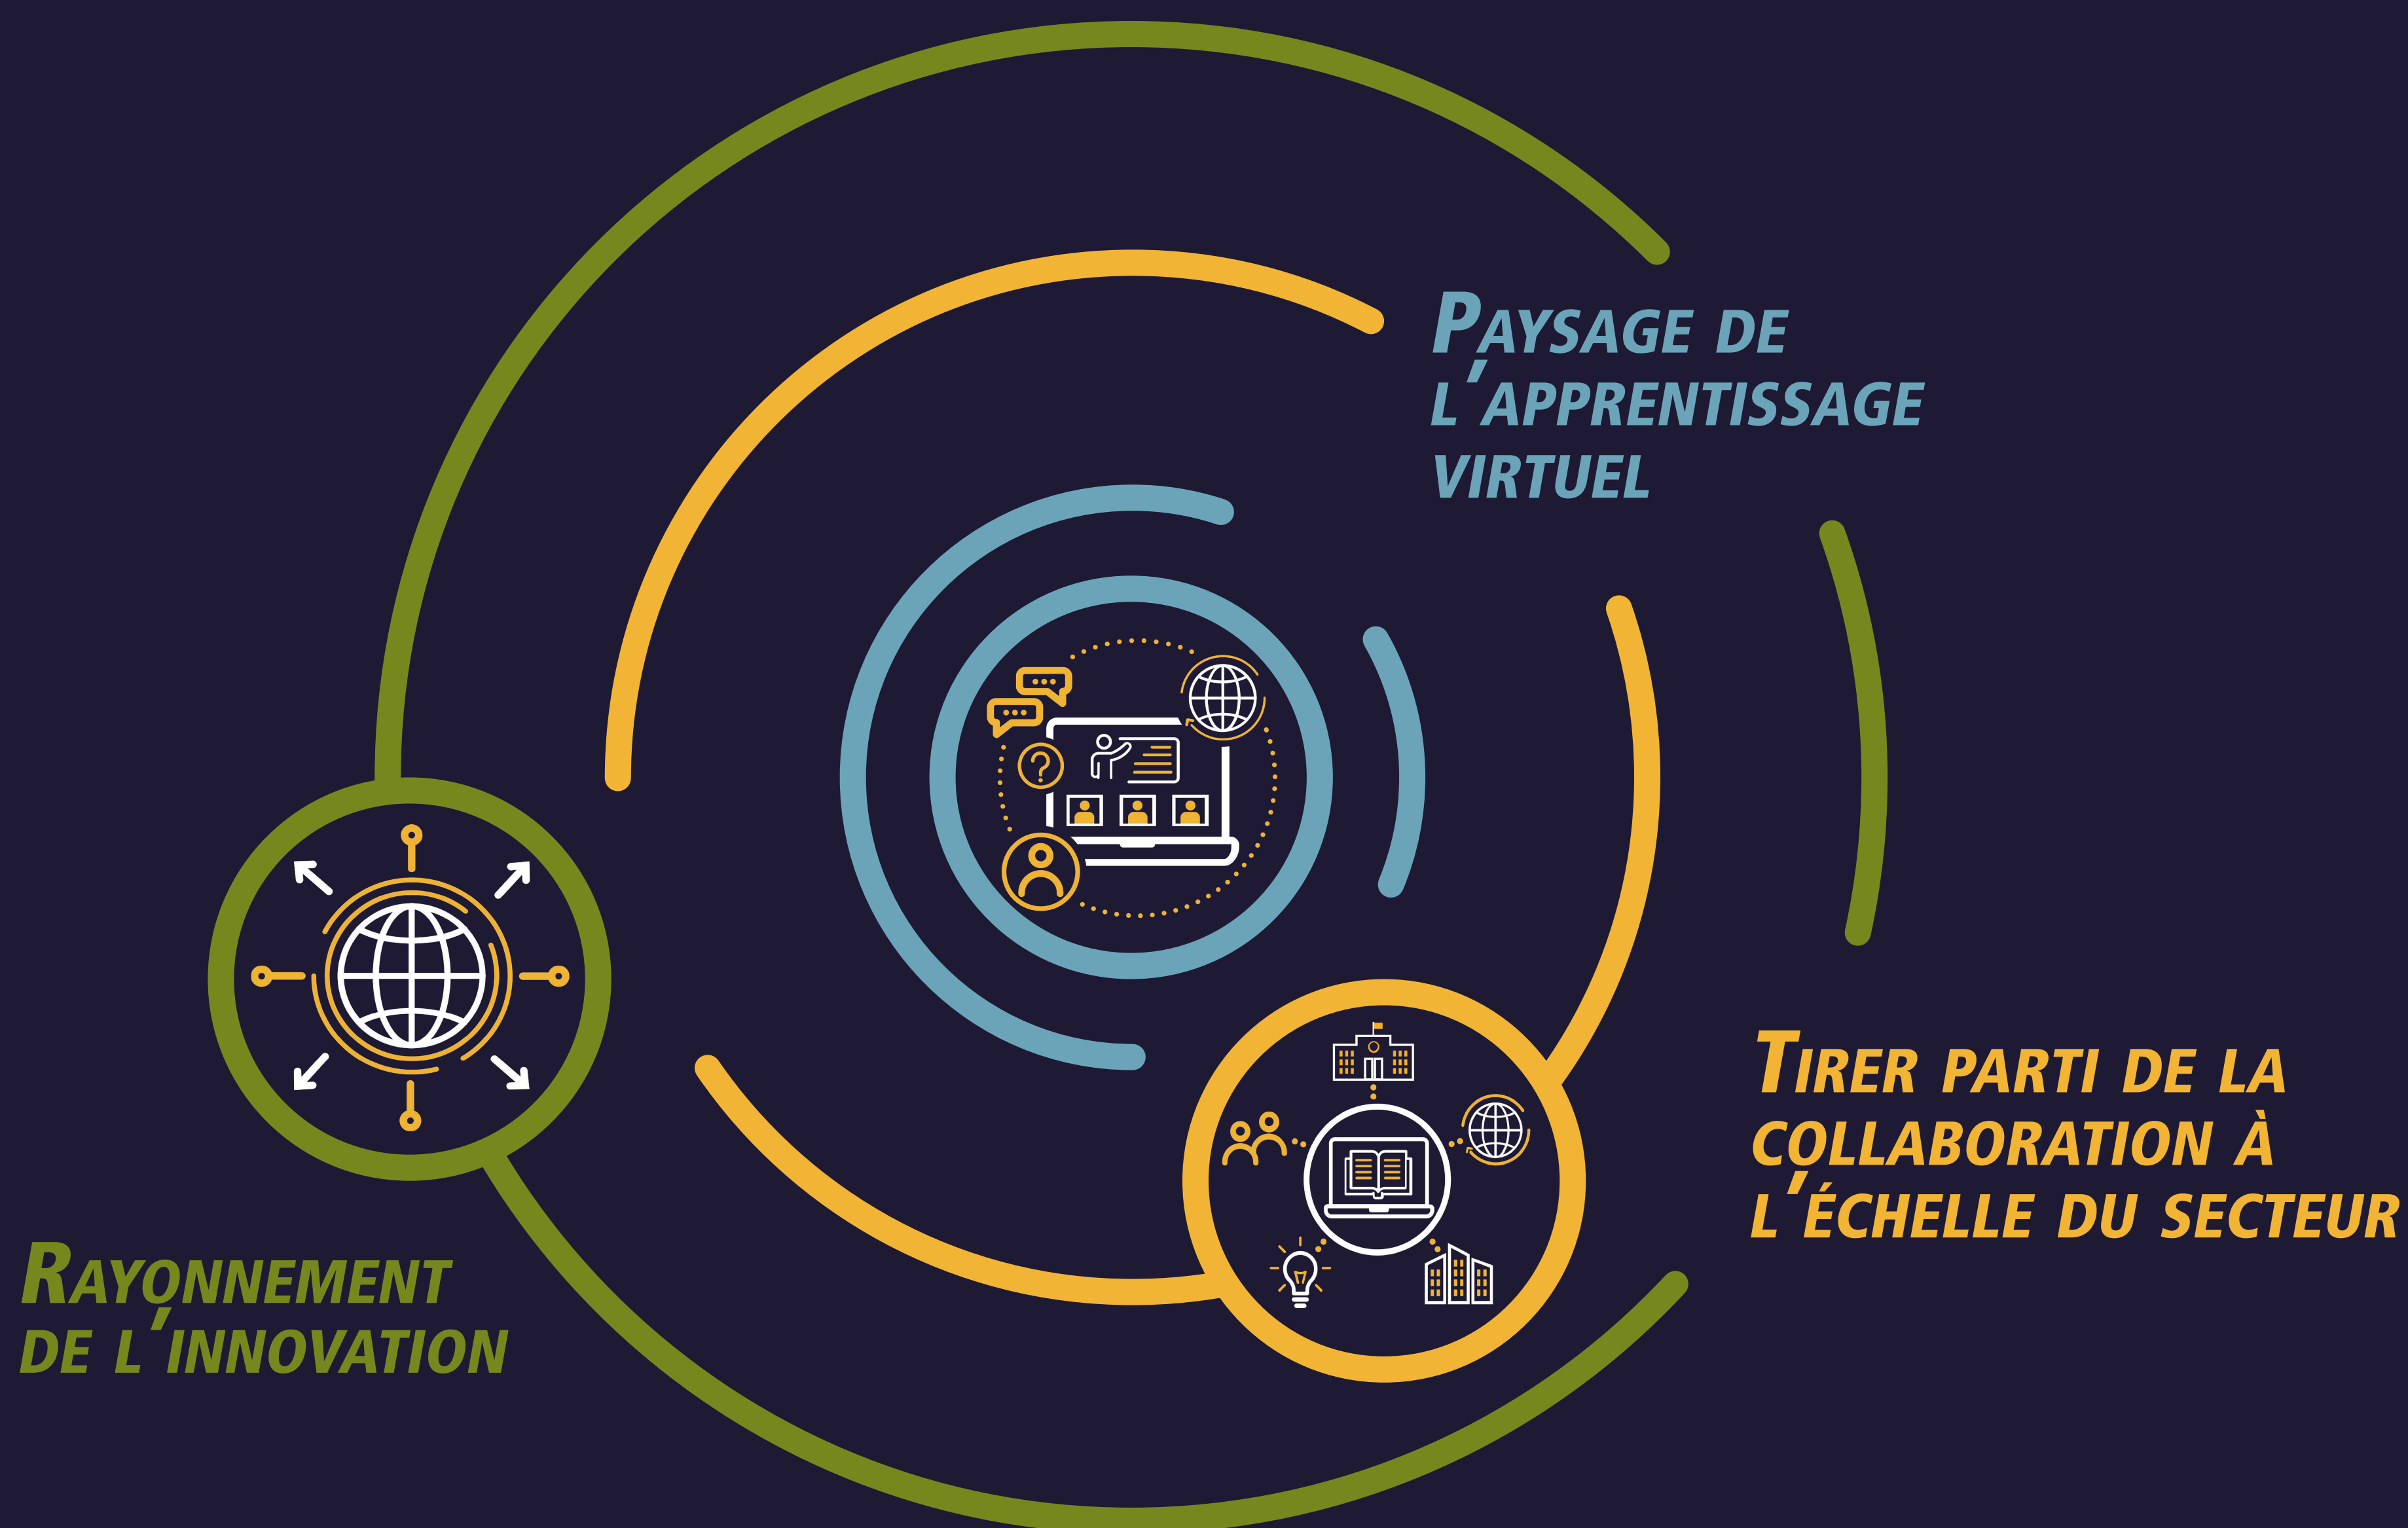 Paysage de
l'apprentissage
virtuel
Tirer parti de la
collaboration à
l'échelle du secteur
Rayonnement
de l'innovation